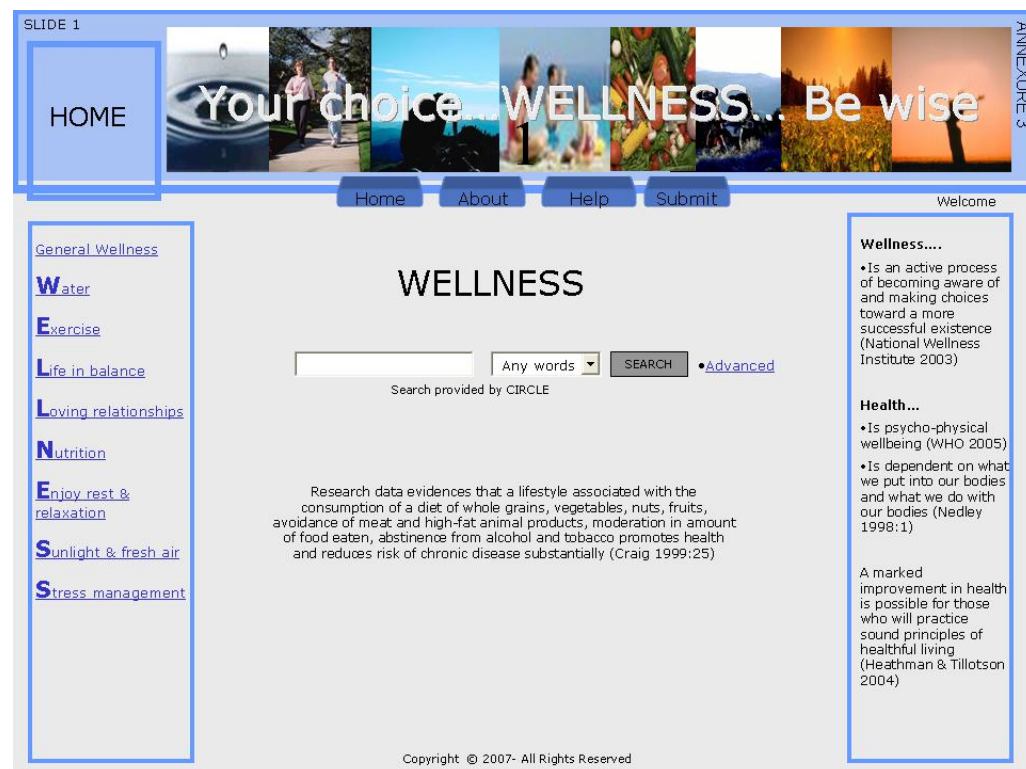 SLIDE 1
ANNEXURE 3
HOME
Your choice... WELLNESS... Be wise
1
Home About Help Submit
Welcome
General Wellness
Water
Exercise
Life in balance
Loving relationships
Nutrition
Enjoy rest &
relaxation
Sunlight & fresh air
Stress management
WELLNESS
Any words SEARCH •Advanced
Search provided by CIRCLE
Research data evidences that a lifestyle associated with the
consumption of a diet of whole grains, vegetables, nuts, fruits,
avoidance of meat and high-fat animal products, moderation in amount
of food eaten, abstinence from alcohol and tobacco promotes health
and reduces risk of chronic disease substantially (Craig 1999:25)
Wellness....
•Is an active process
of becoming aware of
and making choices
toward a more
successful existence
(National Wellness
Institute 2003)
Health...
•Is psycho-physical
wellbeing (WHO 2005)
•Is dependent on what
we put into our bodies
and what we do with
our bodies (Nedley
1998:1)
A marked
improvement in health
is possible for those
who will practice
sound principles of
healthful living
(Heathman & Tillotson
2004)
Copyright © 2007- All Rights Reserved